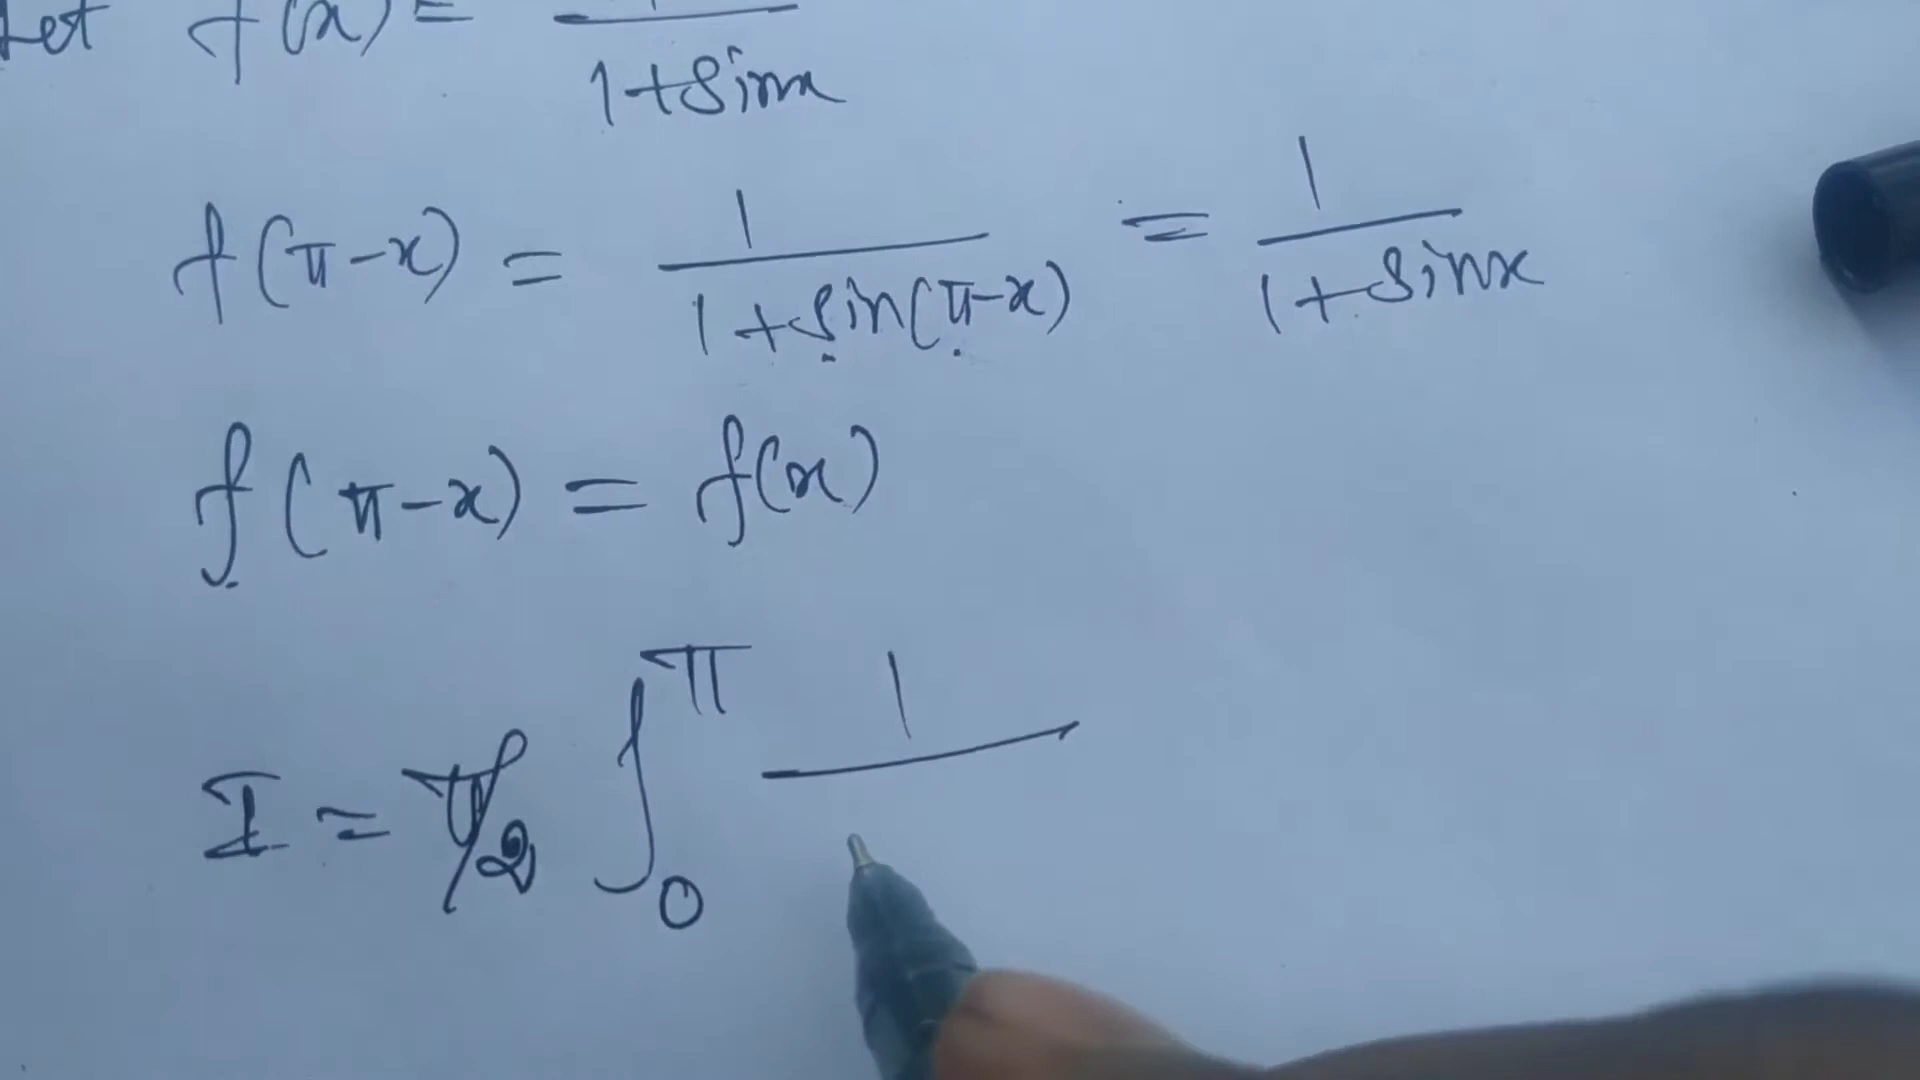 Let f(x) = 1/(1+sinx)
f(π-x) = 1/(1+sin(π-x)) = 1/(1+sinx)
f(π-x) = f(x)
I = π/2 ∫₀^π 1/